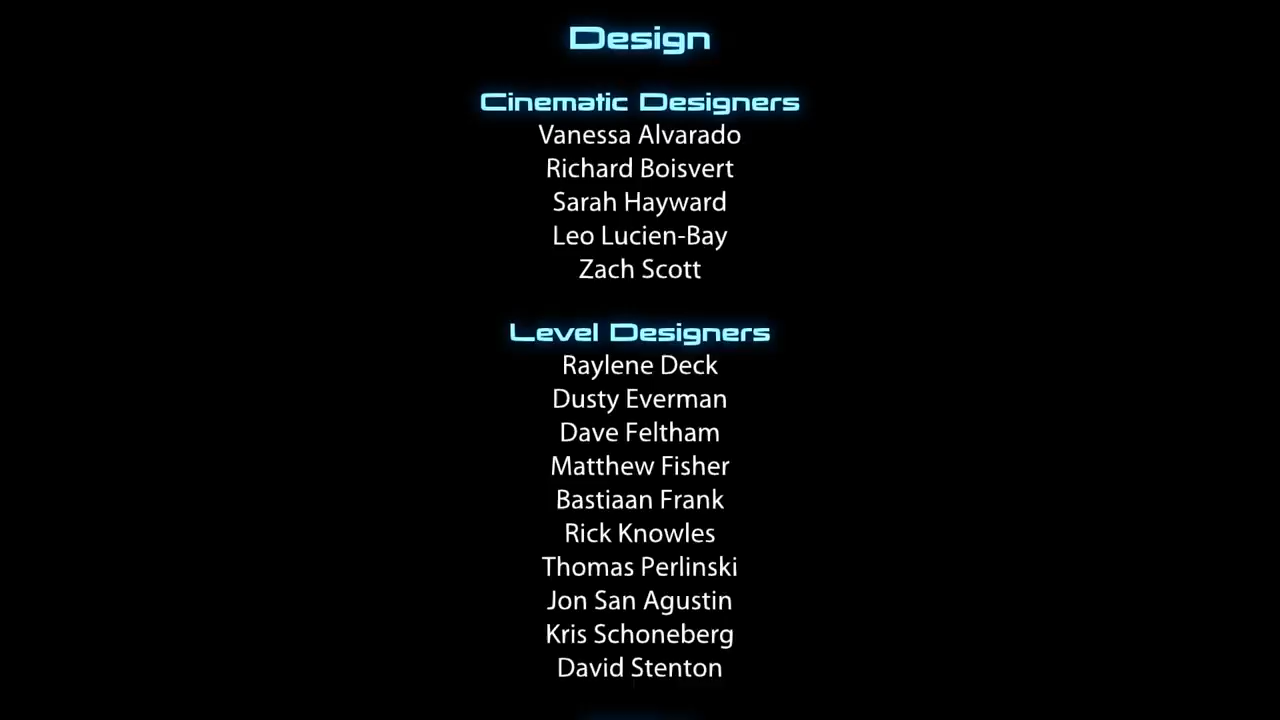 Design
Cinematic Designers
Vanessa Alvarado
Richard Boisvert
Sarah Hayward
Leo Lucien-Bay
Zach Scott
Level Designers
Raylene Deck
Dusty Everman
Dave Feltham
Matthew Fisher
Bastiaan Frank
Rick Knowles
Thomas Perlinski
Jon San Agustin
Kris Schoneberg
David Stenton